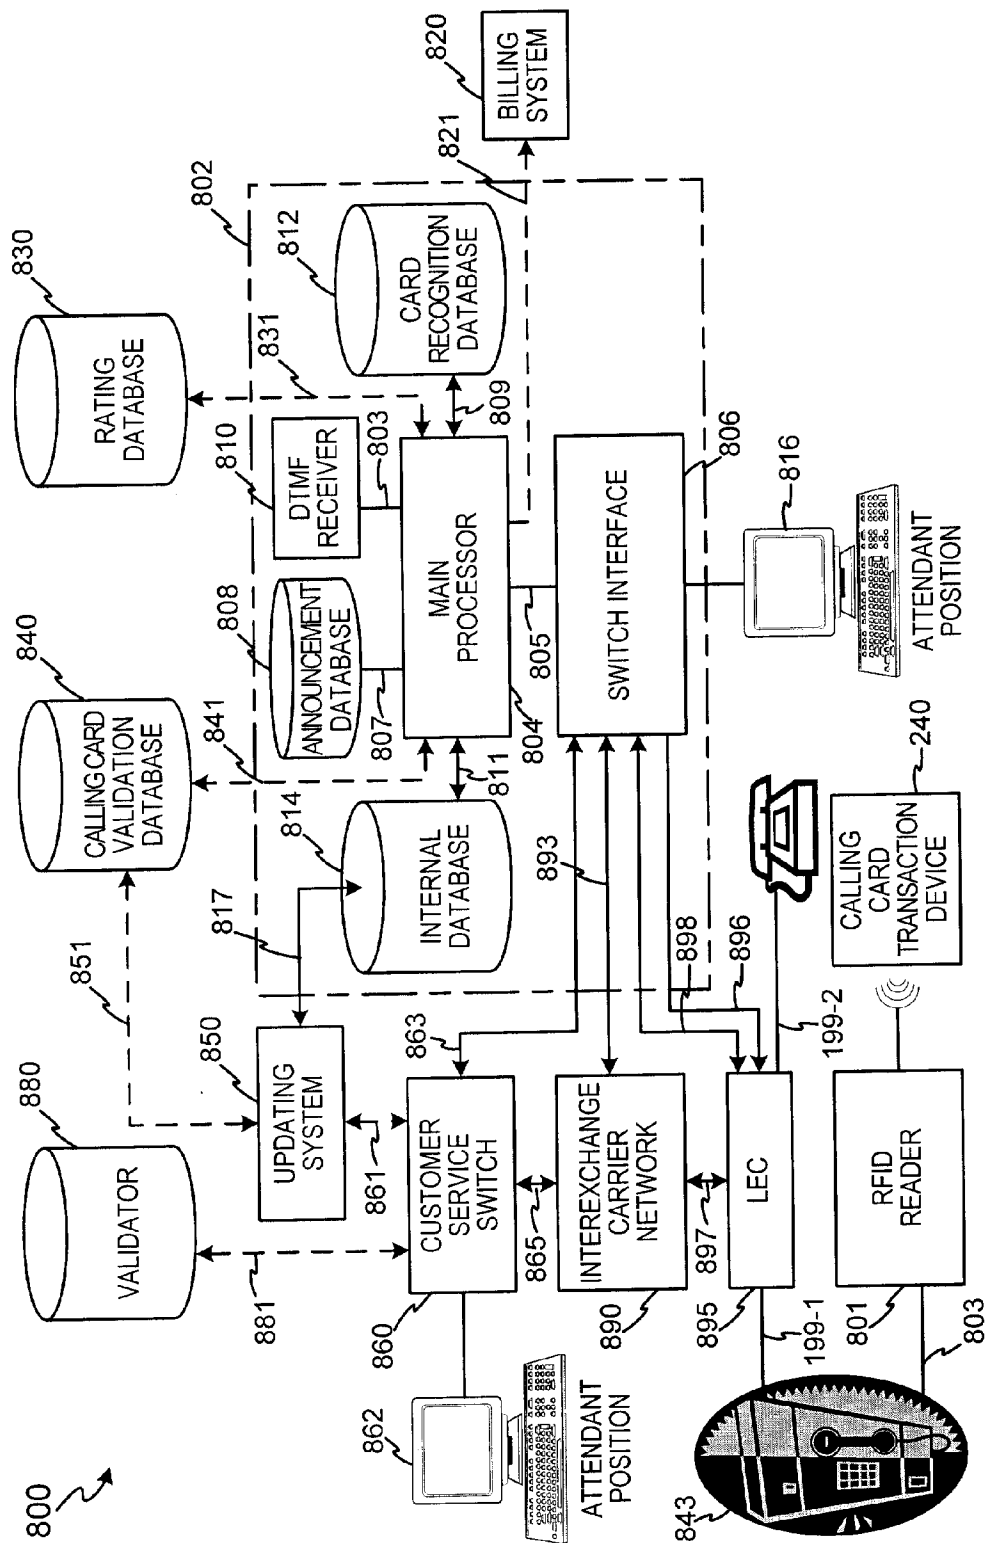 800
880
VALIDATOR
881
851
840
CALLING CARD
VALIDATION
DATABASE
841
830
RATING
DATABASE
831
850
UPDATING
SYSTEM
817
861
808
ANNOUNCEMENT
DATABASE
807
810
DTMF
RECEIVER
803
802
812
CARD
RECOGNITION
DATABASE
809
821
820
BILLING
SYSTEM
814
INTERNAL
DATABASE
811
MAIN
PROCESSOR
804
805
862
ATTENDANT
POSITION
860
CUSTOMER
SERVICE
SWITCH
863
865
893
SWITCH INTERFACE
806
890
INTEREXCHANGE
CARRIER
NETWORK
897
898
896
895
LEC
199-1
199-2
816
ATTENDANT
POSITION
843
803
801
RFID
READER
CALLING
CARD
TRANSACTION
DEVICE
240